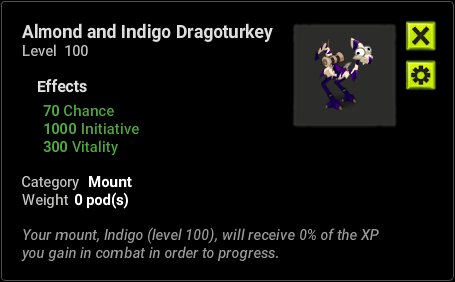 Almond and Indigo Dragoturkey
Level 100
Effects
70 Chance
1000 Initiative
300 Vitality
Category Mount
Weight 0 pod(s)
Your mount, Indigo (level 100), will receive 0% of the XP
you gain in combat in order to progress.